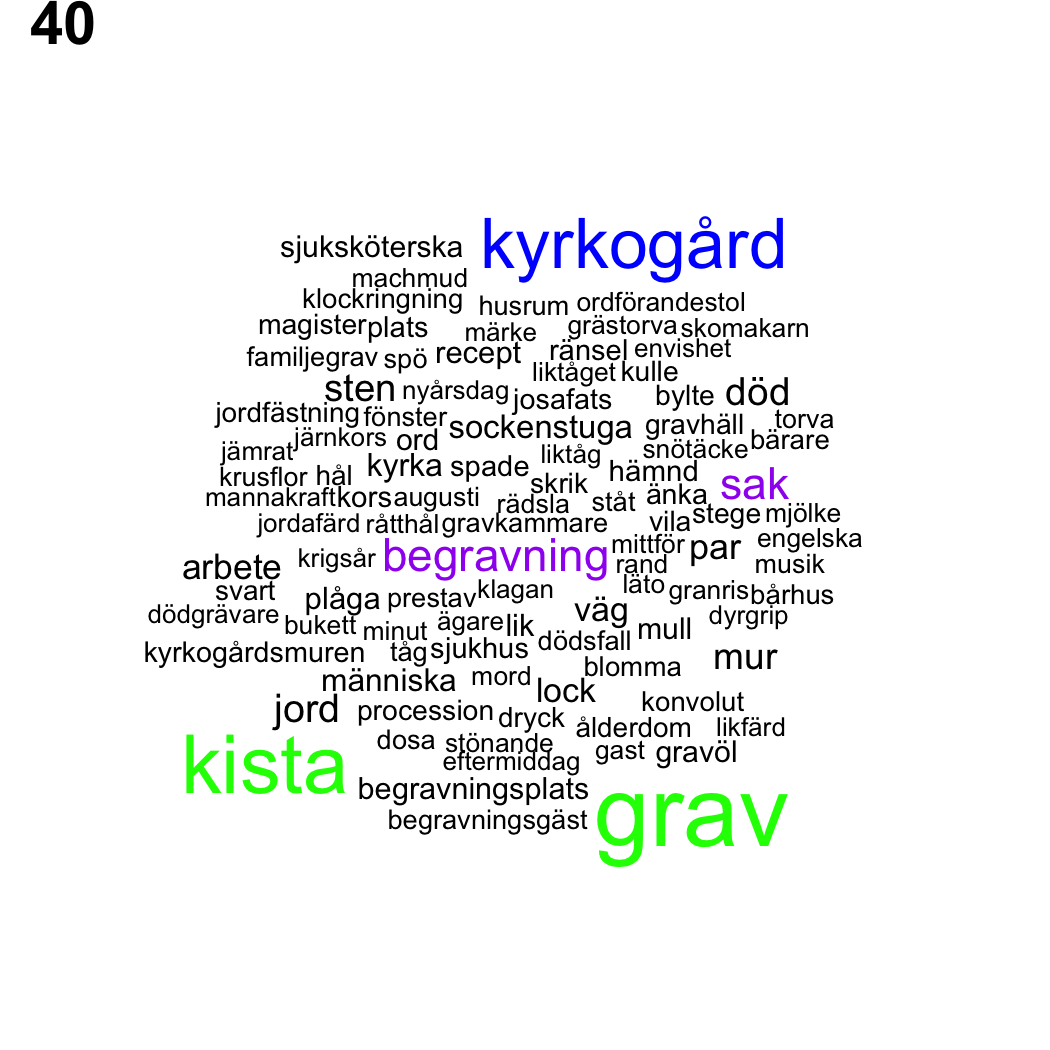 40
sjuksköterska kyrkogård
machmud
klockringning husrum ordförandestol
magister plats märke grästorva skomakarn
familjegrav spö recept ränsel envishet
liktåget kulle
sten nyårsdag josafats bylte död
jordfästning fönster sockenstuga gravhäll torva
jämrat järnkors ord liktåg snötäcke bärare
krusflor hål kyrka spade skrik hämnd sak
mannakraft kors augusti rädsla ståt änka
jordafärd råtthål gravkammare vila stege mjölke
arbete krigsår begravning mittför par engelska
rand musik
svart plåga prestav klagan läto granris bårhus
dödgrävare bukett minut ägare lik väg dyrgrip
kyrkogårdsmuren tåg sjukhus dödsfall mull mur
människa mord blomma
jord procession dryck lock konvolut
kista dosa stönande ålderdom likfärd
eftermiddag gast gravöl
begravningsplats grav
begravningsgäst